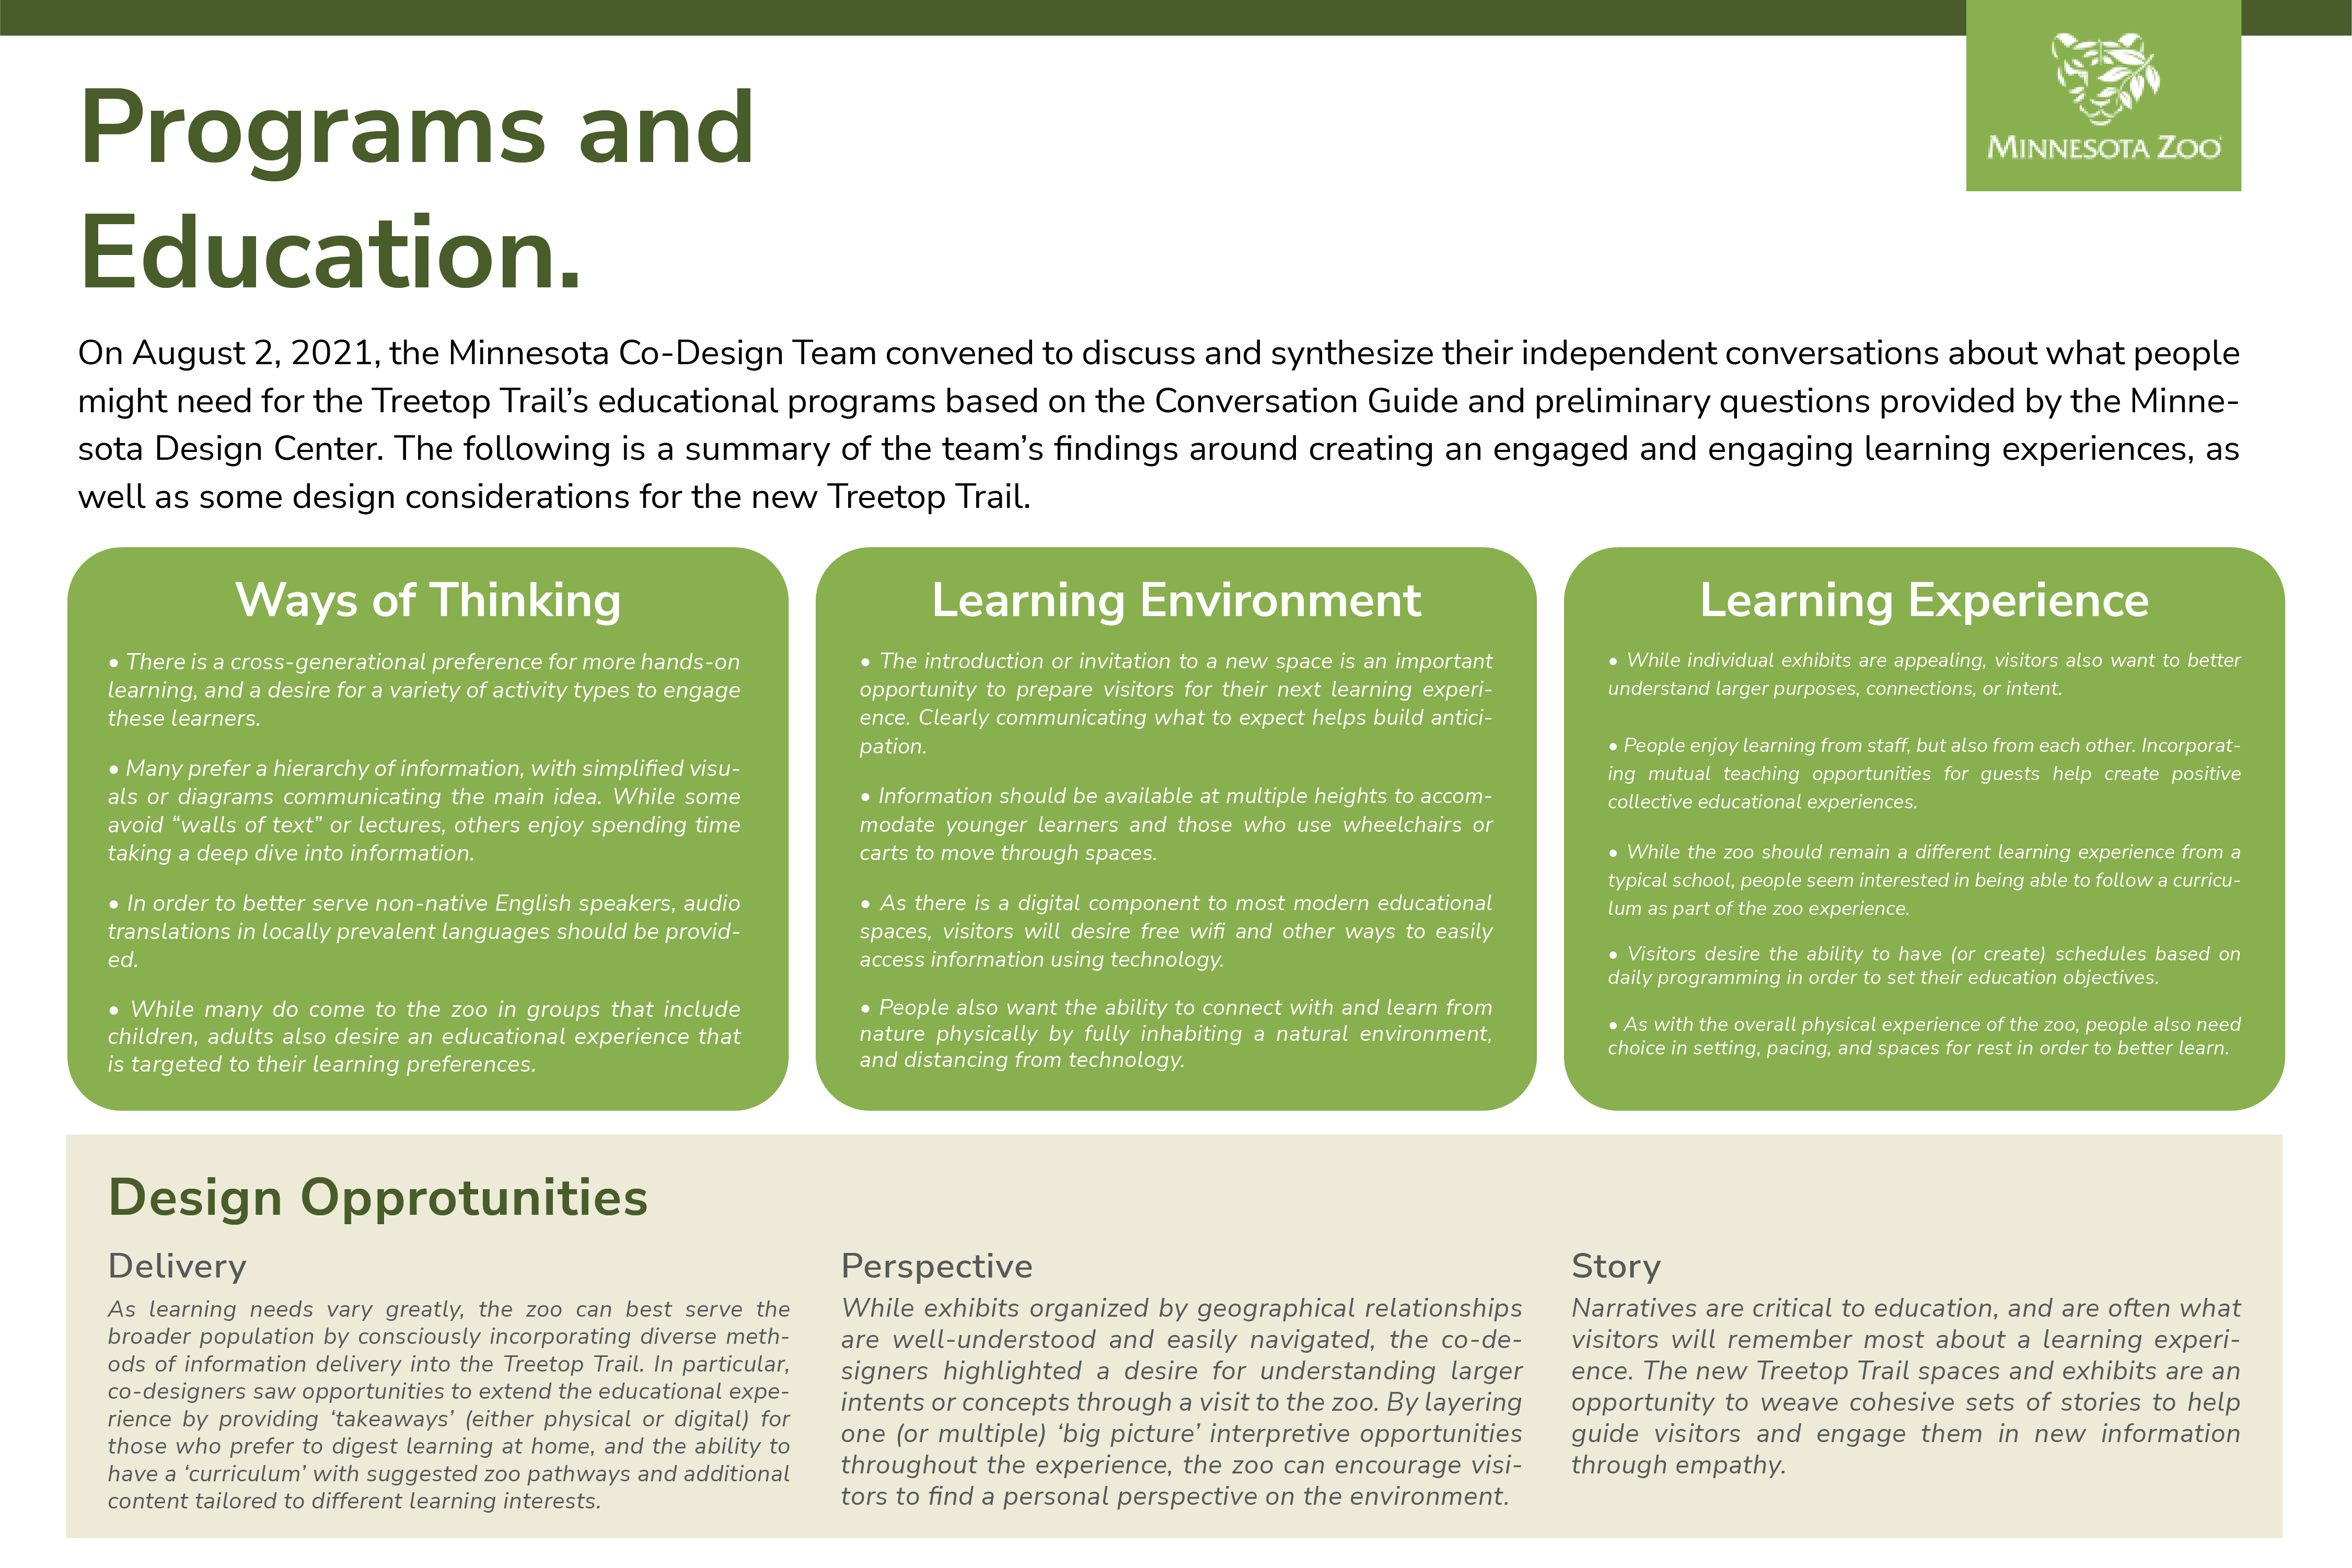 MINNESOTA ZOO
Programs and
Education.
On August 2, 2021, the Minnesota Co-Design Team convened to discuss and synthesize their independent conversations about what people
might need for the Treetop Trail’s educational programs based on the Conversation Guide and preliminary questions provided by the Minne-
sota Design Center. The following is a summary of the team’s findings around creating an engaged and engaging learning experiences, as
well as some design considerations for the new Treetop Trail.
Ways of Thinking
• There is a cross-generational preference for more hands-on
learning, and a desire for a variety of activity types to engage
these learners.
• Many prefer a hierarchy of information, with simplified visu-
als or diagrams communicating the main idea. While some
avoid “walls of text” or lectures, others enjoy spending time
taking a deep dive into information.
• In order to better serve non-native English speakers, audio
translations in locally prevalent languages should be provid-
ed.
• While many do come to the zoo in groups that include
children, adults also desire an educational experience that
is targeted to their learning preferences.
Learning Environment
• The introduction or invitation to a new space is an important
opportunity to prepare visitors for their next learning experi-
ence. Clearly communicating what to expect helps build antici-
pation.
• Information should be available at multiple heights to accom-
modate younger learners and those who use wheelchairs or
carts to move through spaces.
• As there is a digital component to most modern educational
spaces, visitors will desire free wifi and other ways to easily
access information using technology.
• People also want the ability to connect with and learn from
nature physically by fully inhabiting a natural environment,
and distancing from technology.
Learning Experience
• While individual exhibits are appealing, visitors also want to better
understand larger purposes, connections, or intent.
• People enjoy learning from staff, but also from each other. Incorporat-
ing mutual teaching opportunities for guests help create positive
collective educational experiences.
• While the zoo should remain a different learning experience from a
typical school, people seem interested in being able to follow a curricu-
lum as part of the zoo experience.
• Visitors desire the ability to have (or create) schedules based on
daily programming in order to set their education objectives.
• As with the overall physical experience of the zoo, people also need
choice in setting, pacing, and spaces for rest in order to better learn.
Design Opprotunities
Delivery
As learning needs vary greatly, the zoo can best serve the
broader population by consciously incorporating diverse meth-
ods of information delivery into the Treetop Trail. In particular,
co-designers saw opportunities to extend the educational expe-
rience by providing ‘takeaways’ (either physical or digital) for
those who prefer to digest learning at home, and the ability to
have a ‘curriculum’ with suggested zoo pathways and additional
content tailored to different learning interests.
Perspective
While exhibits organized by geographical relationships
are well-understood and easily navigated, the co-de-
signers highlighted a desire for understanding larger
intents or concepts through a visit to the zoo. By layering
one (or multiple) ‘big picture’ interpretive opportunities
throughout the experience, the zoo can encourage visi-
tors to find a personal perspective on the environment.
Story
Narratives are critical to education, and are often what
visitors will remember most about a learning experi-
ence. The new Treetop Trail spaces and exhibits are an
opportunity to weave cohesive sets of stories to help
guide visitors and engage them in new information
through empathy.